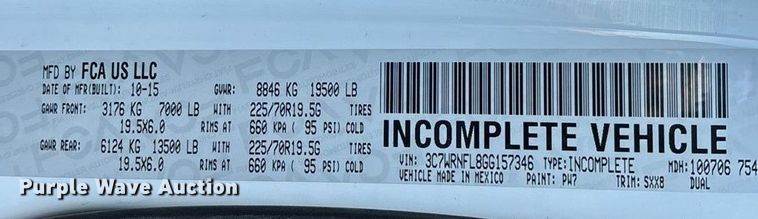 MFD BY FCA US LLC
DATE OF MFR(BUILT): 10-15 GVWR: 8846 KG 19500 LB
GAWR FRONT: 3176 KG 7000 LB WITH 225/70R19.5G TIRES
19.5X6.0 RIMS AT 660 KPA ( 95 PSI) COLD
GAWR REAR: 6124 KG 13500 LB WITH 225/70R19.5G TIRES
19.5X6.0 RIMS AT 660 KPA ( 95 PSI) COLD
INCOMPLETE VEHICLE
VIN: 3C7WRNFL8GG157346 TYPE: INCOMPLETE MDH: 100706 754
VEHICLE MADE IN MEXICO PAINT: PW7 TRIM: SXX8 DUAL
Purple Wave Auction